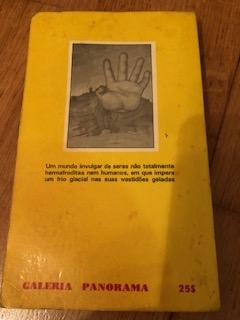 Um mundo invulgar de seres não totalmente
hermafroditas nem humanos, em que impera
um frio glacial nas suas vastidões geladas
GALERIA PANORAMA 25$